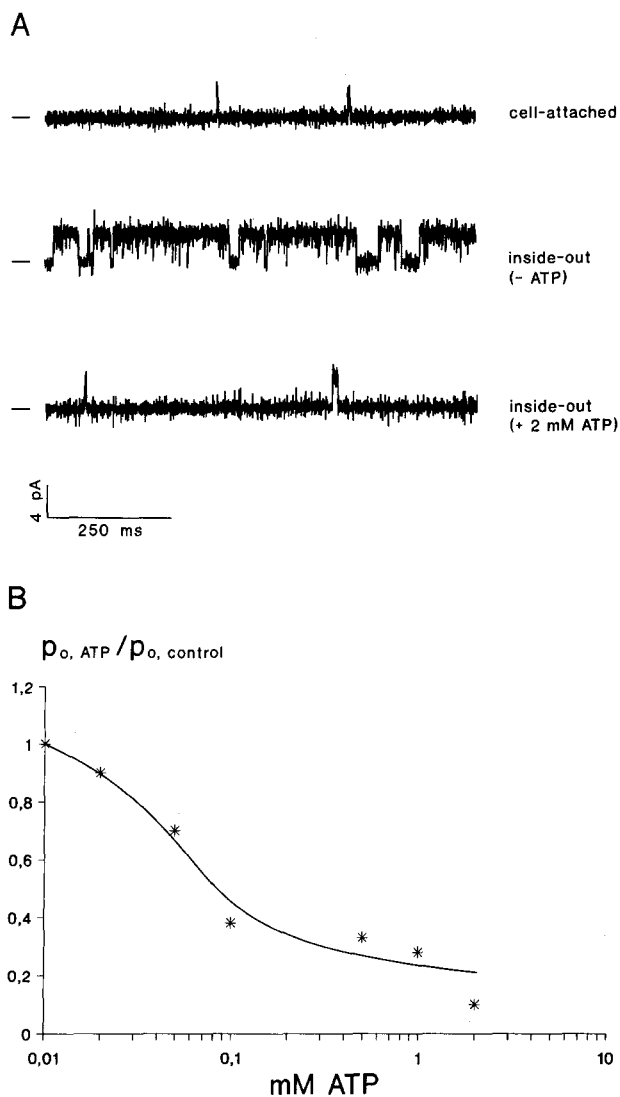 A
cell-attached
inside-out
(- ATP)
inside-out
(+ 2 mM ATP)
4 pA
250 ms
B
po, ATP /po, control
1,2
1
0,8
0,6
0,4
0,2
0
0,01
0,1
1
10
mM ATP